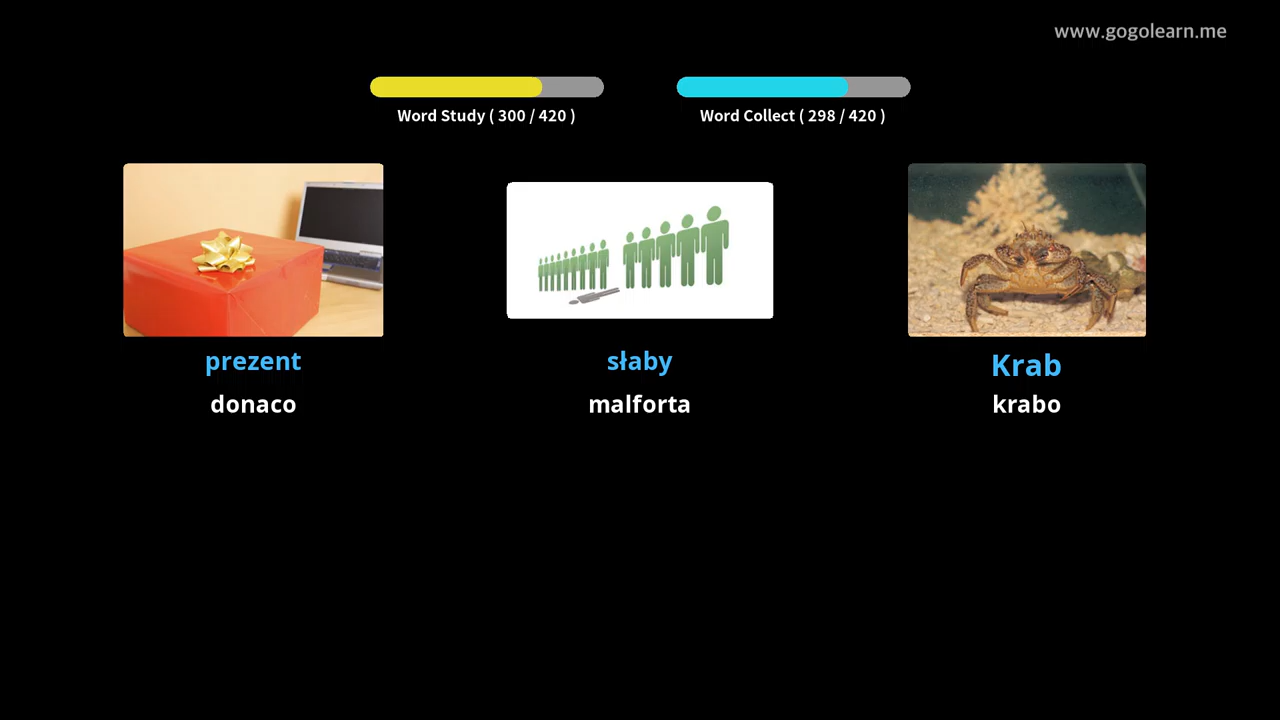 www.gogolearn.me
Word Study ( 300 / 420 )
Word Collect ( 298 / 420 )
prezent
słaby
Krab
donaco
malforta
krabo